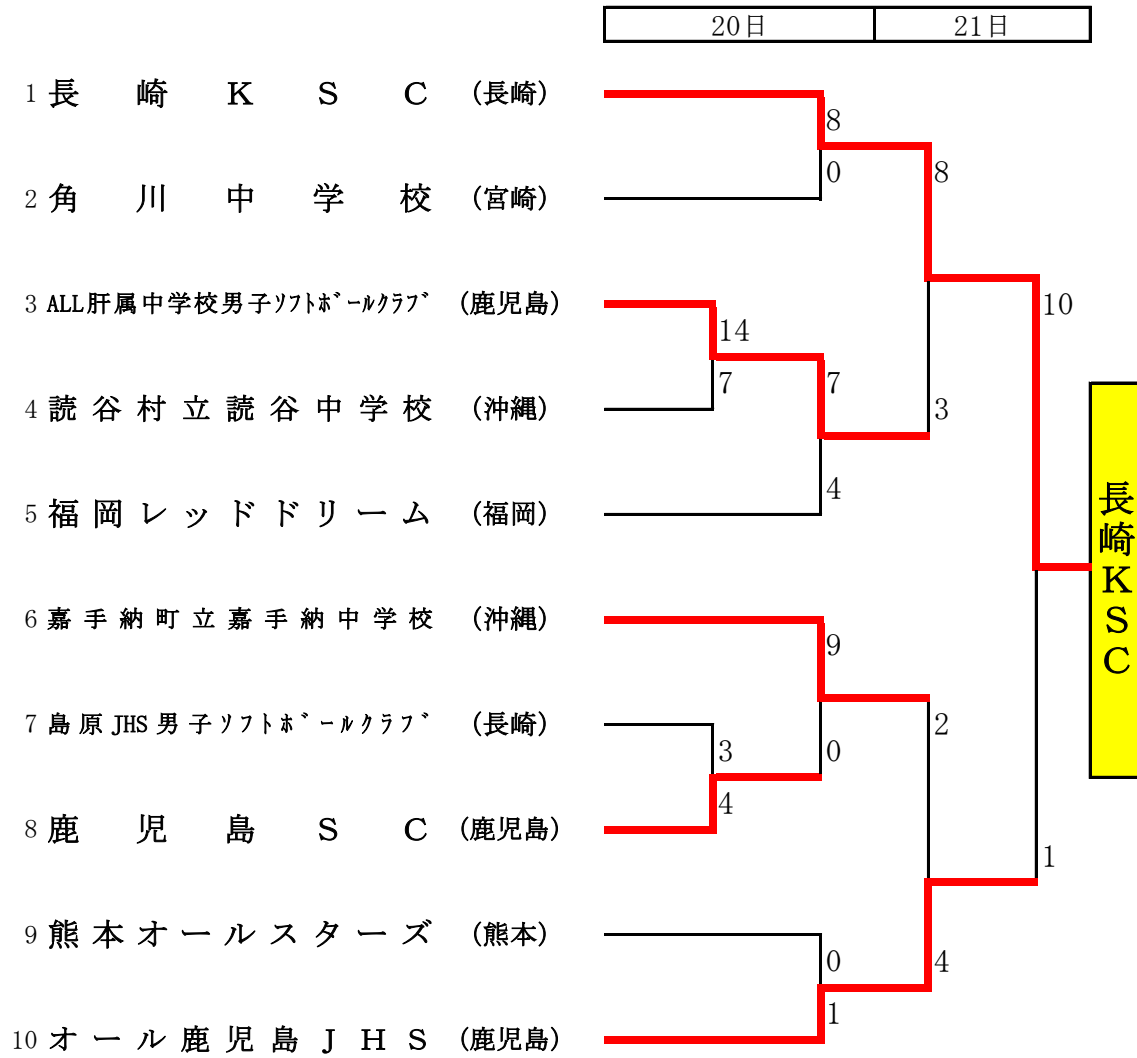 20日 21日
1 長崎KSC (長崎)
8
0
8
2 角川中学校 (宮崎)
3 ALL肝属中学校男子ソフトボールクラブ (鹿児島)
10
14
7
7
3
4 読谷村立読谷中学校 (沖縄)
4
5 福岡レッドドリーム (福岡)
長崎KSC
6 嘉手納町立嘉手納中学校 (沖縄)
9
2
7 島原JHS男子ソフトボールクラブ (長崎)
3
0
4
8 鹿児島SC (鹿児島)
1
9 熊本オールスターズ (熊本)
0
4
1
10 オール鹿児島JHS (鹿児島)